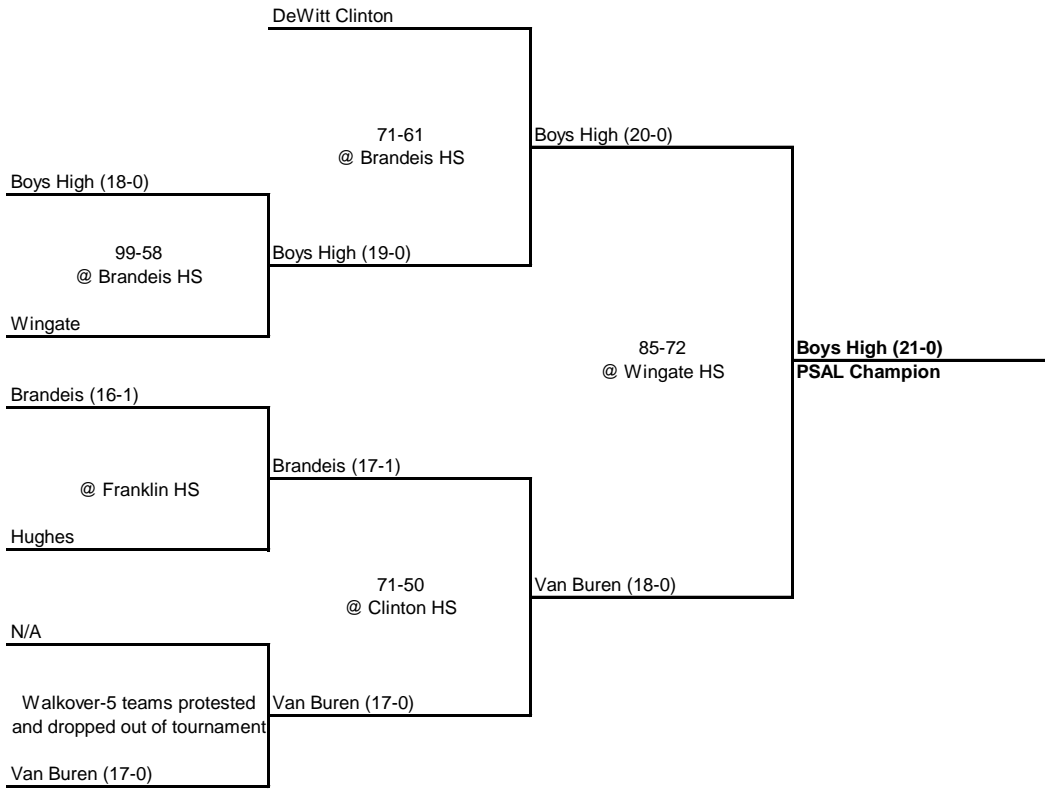 DeWitt Clinton
71-61
@ Brandeis HS
Boys High (20-0)
Boys High (18-0)
99-58
@ Brandeis HS
Boys High (19-0)
Wingate
85-72
@ Wingate HS
Boys High (21-0)
PSAL Champion
Brandeis (16-1)
Brandeis (17-1)
@ Franklin HS
Hughes
71-50
@ Clinton HS
Van Buren (18-0)
N/A
Walkover-5 teams protested
and dropped out of tournament
Van Buren (17-0)
Van Buren (17-0)